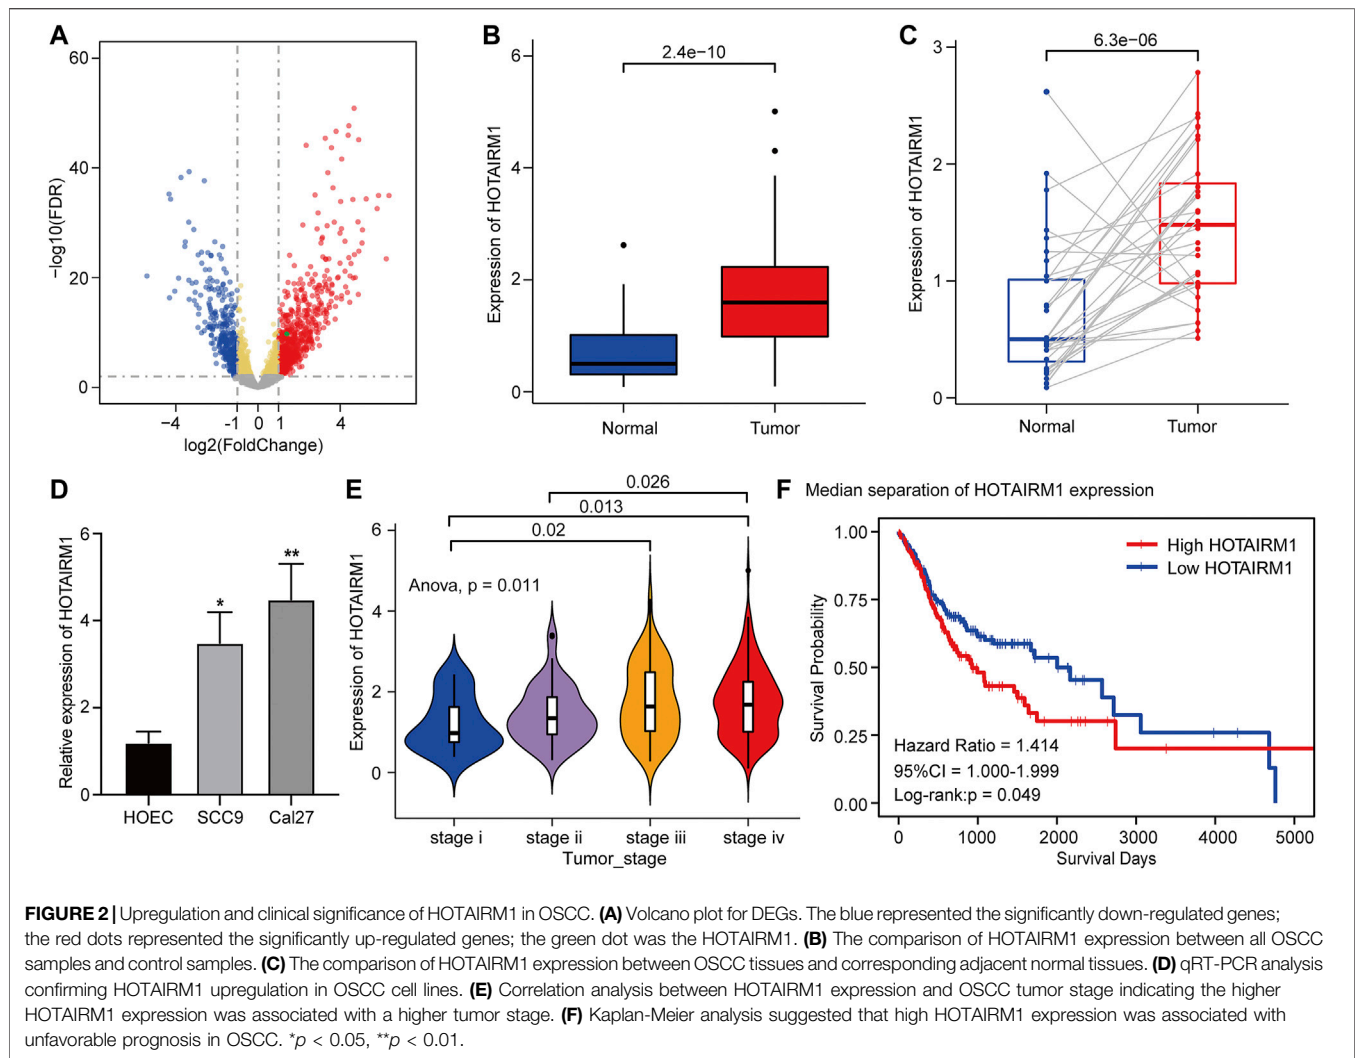 A
60
40
20
0
−log10(FDR)
−4
-1
0
1
4
log2(FoldChange)
B
6
4
2
0
Expression of HOTAIRM1
2.4e−10
Normal
Tumor
C
3
2
1
0
Expression of HOTAIRM1
6.3e−06
Normal
Tumor
D
6
4
2
0
Relative expression of HOTAIRM1
*
**
HOEC
SCC9
Cal27
E
0.026
0.013
0.02
6
4
2
0
Expression of HOTAIRM1
Anova, p = 0.011
stage i
stage ii
stage iii
stage iv
Tumor_stage
F
Median separation of HOTAIRM1 expression
1.00
0.75
0.50
0.25
0.00
Survival Probability
High HOTAIRM1
Low HOTAIRM1
Hazard Ratio = 1.414
95%CI = 1.000-1.999
Log-rank:p = 0.049
0
1000
2000
3000
4000
5000
Survival Days
FIGURE 2 | Upregulation and clinical significance of HOTAIRM1 in OSCC. (A) Volcano plot for DEGs. The blue represented the significantly down-regulated genes;
the red dots represented the significantly up-regulated genes; the green dot was the HOTAIRM1. (B) The comparison of HOTAIRM1 expression between all OSCC
samples and control samples. (C) The comparison of HOTAIRM1 expression between OSCC tissues and corresponding adjacent normal tissues. (D) qRT-PCR analysis
confirming HOTAIRM1 upregulation in OSCC cell lines. (E) Correlation analysis between HOTAIRM1 expression and OSCC tumor stage indicating the higher
HOTAIRM1 expression was associated with a higher tumor stage. (F) Kaplan-Meier analysis suggested that high HOTAIRM1 expression was associated with
unfavorable prognosis in OSCC. *p < 0.05, **p < 0.01.